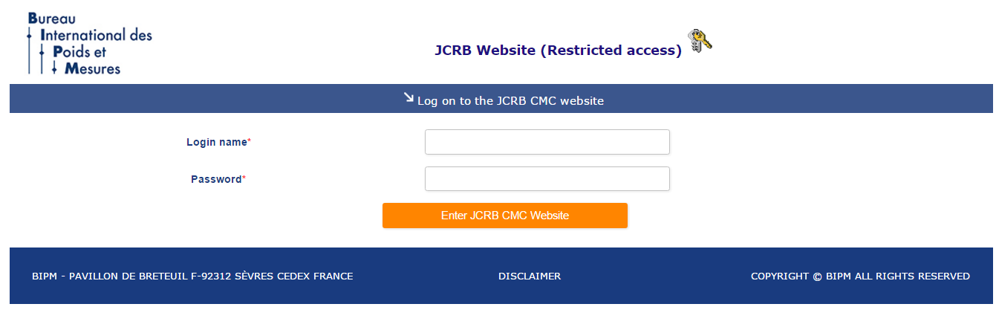 Bureau
International des
Poids et
Mesures
JCRB Website (Restricted access)
Log on to the JCRB CMC website
Login name*
Password*
Enter JCRB CMC Website
BIPM - PAVILLON DE BRETEUIL F-92312 SÈVRES CEDEX FRANCE
DISCLAIMER
COPYRIGHT © BIPM ALL RIGHTS RESERVED